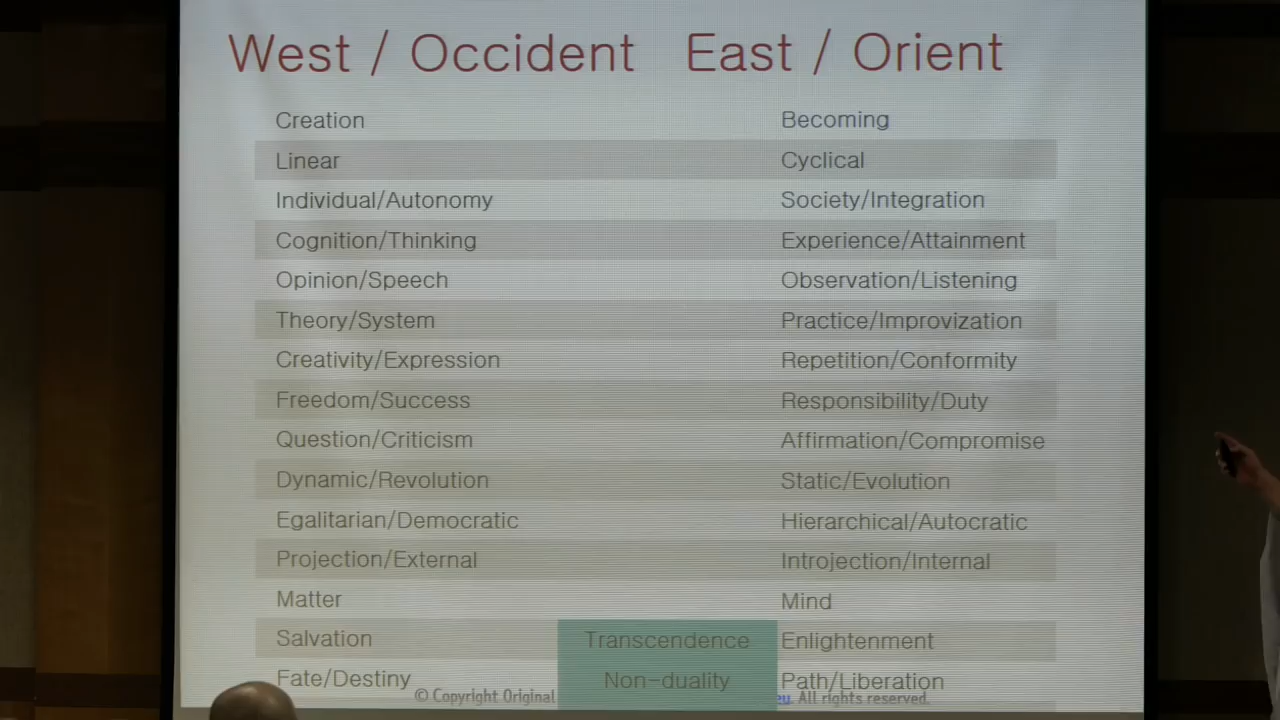 West / Occident East / Orient
Creation Becoming
Linear Cyclical
Individual/Autonomy Society/Integration
Cognition/Thinking Experience/Attainment
Opinion/Speech Observation/Listening
Theory/System Practice/Improvization
Creativity/Expression Repetition/Conformity
Freedom/Success Responsibility/Duty
Question/Criticism Affirmation/Compromise
Dynamic/Revolution Static/Evolution
Egalitarian/Democratic Hierarchical/Autocratic
Projection/External Introjection/Internal
Matter Mind
Salvation Transcendence Enlightenment
Fate/Destiny Non-duality Path/Liberation
© Copyright Original eu. All rights reserved.